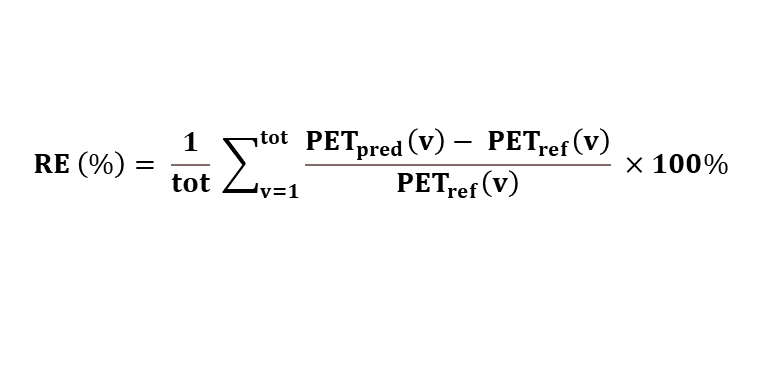 RE (%) = 1/tot ∑_{v=1}^{tot} (PET_pred(v) − PET_ref(v))/(PET_ref(v)) × 100%